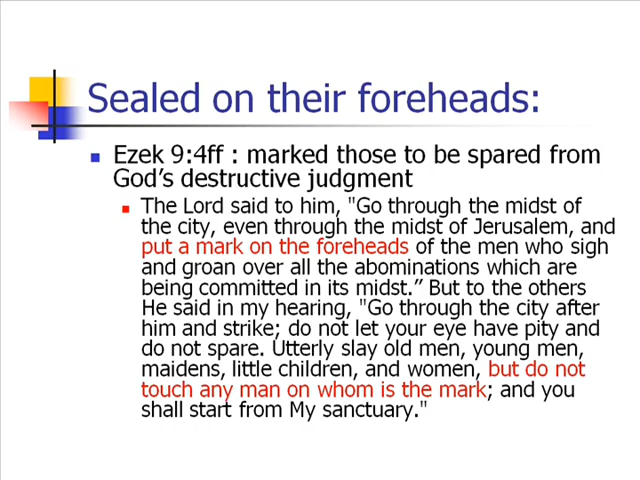 Sealed on their foreheads:
Ezek 9:4ff : marked those to be spared from
God's destructive judgment
The Lord said to him, "Go through the midst of
the city, even through the midst of Jerusalem, and
put a mark on the foreheads of the men who sigh
and groan over all the abominations which are
being committed in its midst.” But to the others
He said in my hearing, "Go through the city after
him and strike; do not let your eye have pity and
do not spare. Utterly slay old men, young men,
maidens, little children, and women, but do not
touch any man on whom is the mark; and you
shall start from My sanctuary."